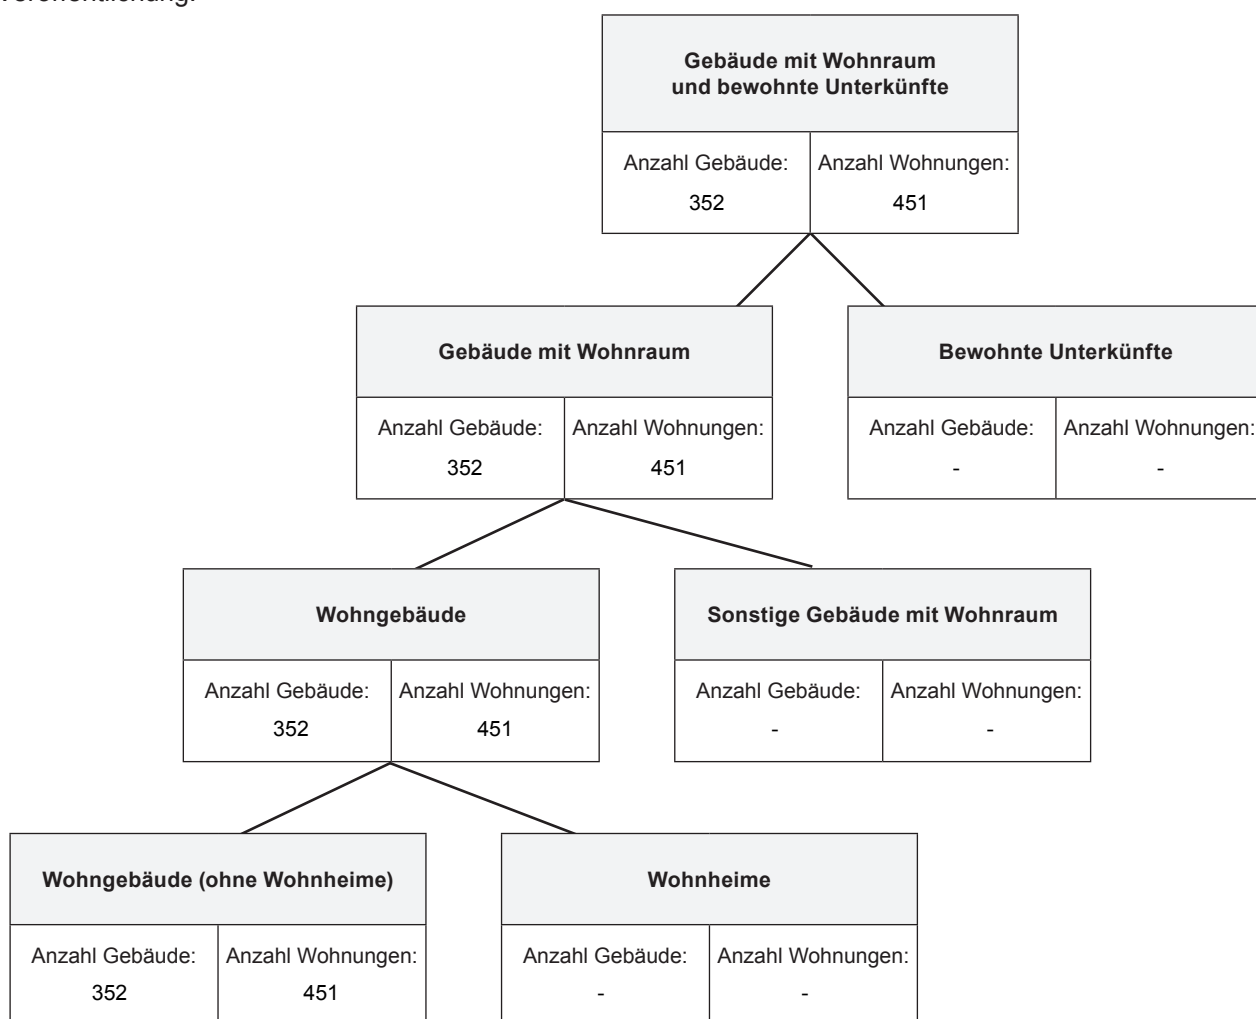 Veröffentlichung.
Gebäude mit Wohnraum
und bewohnte Unterkünfte
Anzahl Gebäude: Anzahl Wohnungen:
352 451
Gebäude mit Wohnraum Bewohnte Unterkünfte
Anzahl Gebäude: Anzahl Wohnungen: Anzahl Gebäude: Anzahl Wohnungen:
352 451 - -
Wohngebäude Sonstige Gebäude mit Wohnraum
Anzahl Gebäude: Anzahl Wohnungen: Anzahl Gebäude: Anzahl Wohnungen:
352 451 - -
Wohngebäude (ohne Wohnheime) Wohnheime
Anzahl Gebäude: Anzahl Wohnungen: Anzahl Gebäude: Anzahl Wohnungen:
352 451 - -